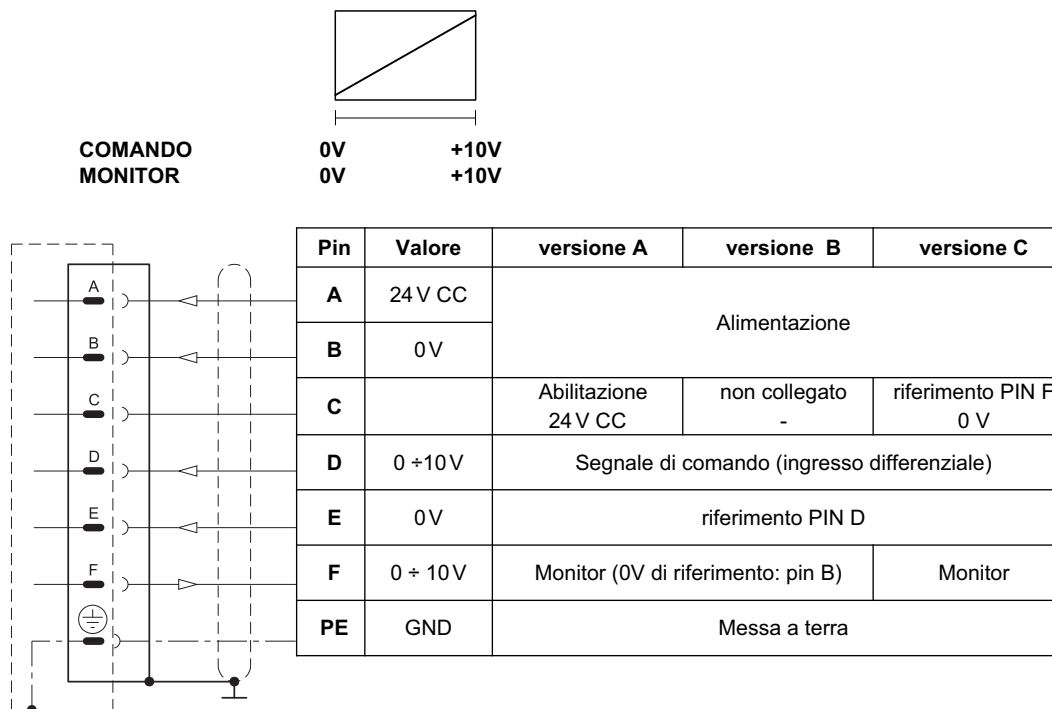 COMANDO 0V +10V
MONITOR 0V +10V
Pin Valore versione A versione B versione C
A A 24 V CC Alimentazione
B B 0 V
C C Abilitazione 24 V CC non collegato - riferimento PIN F 0 V
D D 0 ÷10 V Segnale di comando (ingresso differenziale)
E E 0 V riferimento PIN D
F F 0 ÷ 10 V Monitor (0V di riferimento: pin B) Monitor
PE GND Messa a terra